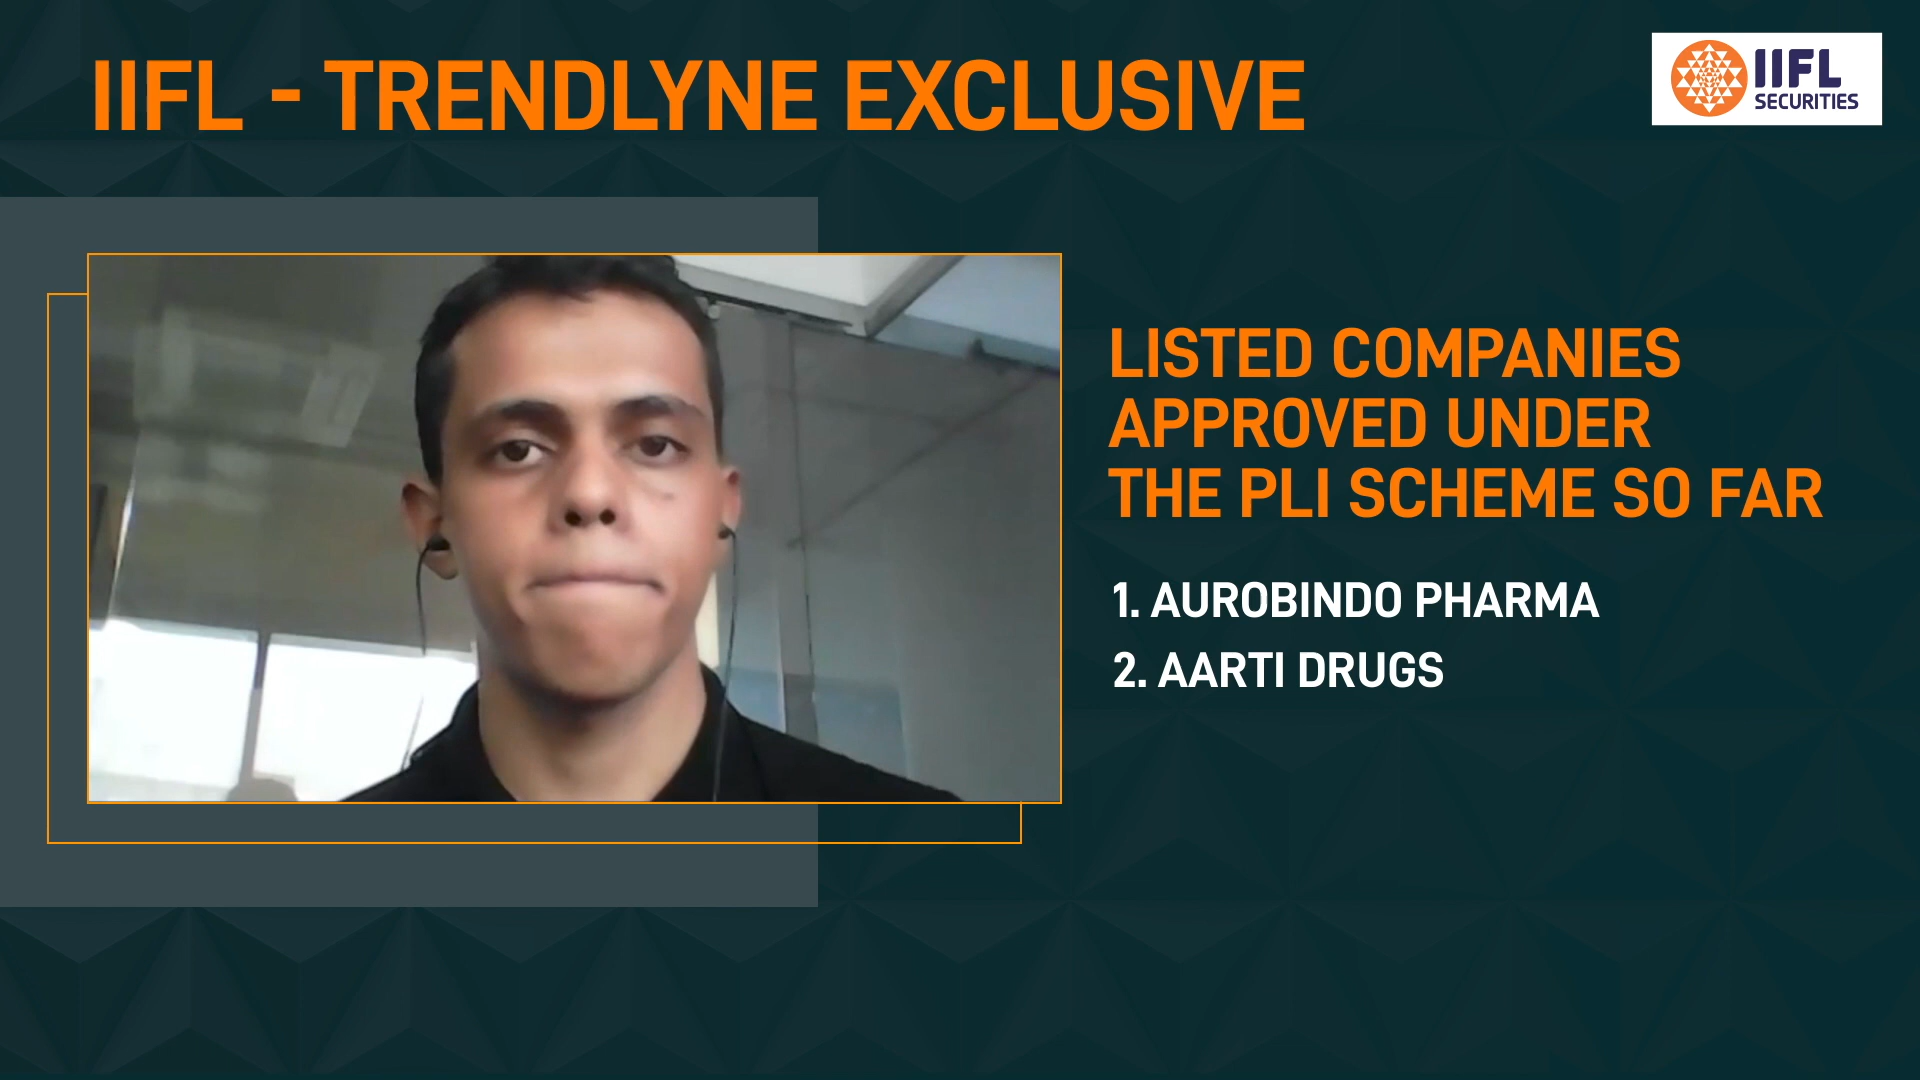 IIFL - TRENDLYNE EXCLUSIVE
IIFL
SECURITIES
LISTED COMPANIES
APPROVED UNDER
THE PLI SCHEME SO FAR
1. AUROBINDO PHARMA
2. AARTI DRUGS